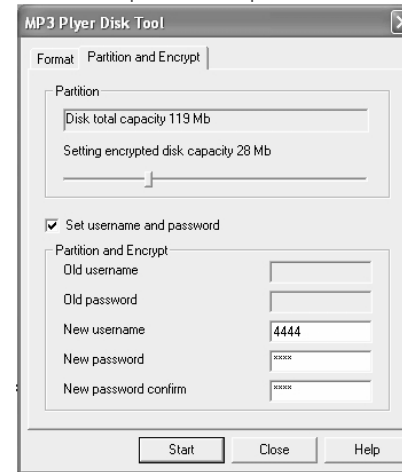 MP3 Plyer Disk Tool
Format Partition and Encrypt
Partition
Disk total capacity 119 Mb
Setting encrypted disk capacity 28 Mb
Set username and password
Partition and Encrypt
Old username
Old password
New username 4444
New password ××××
New password confirm ××××
Start Close Help